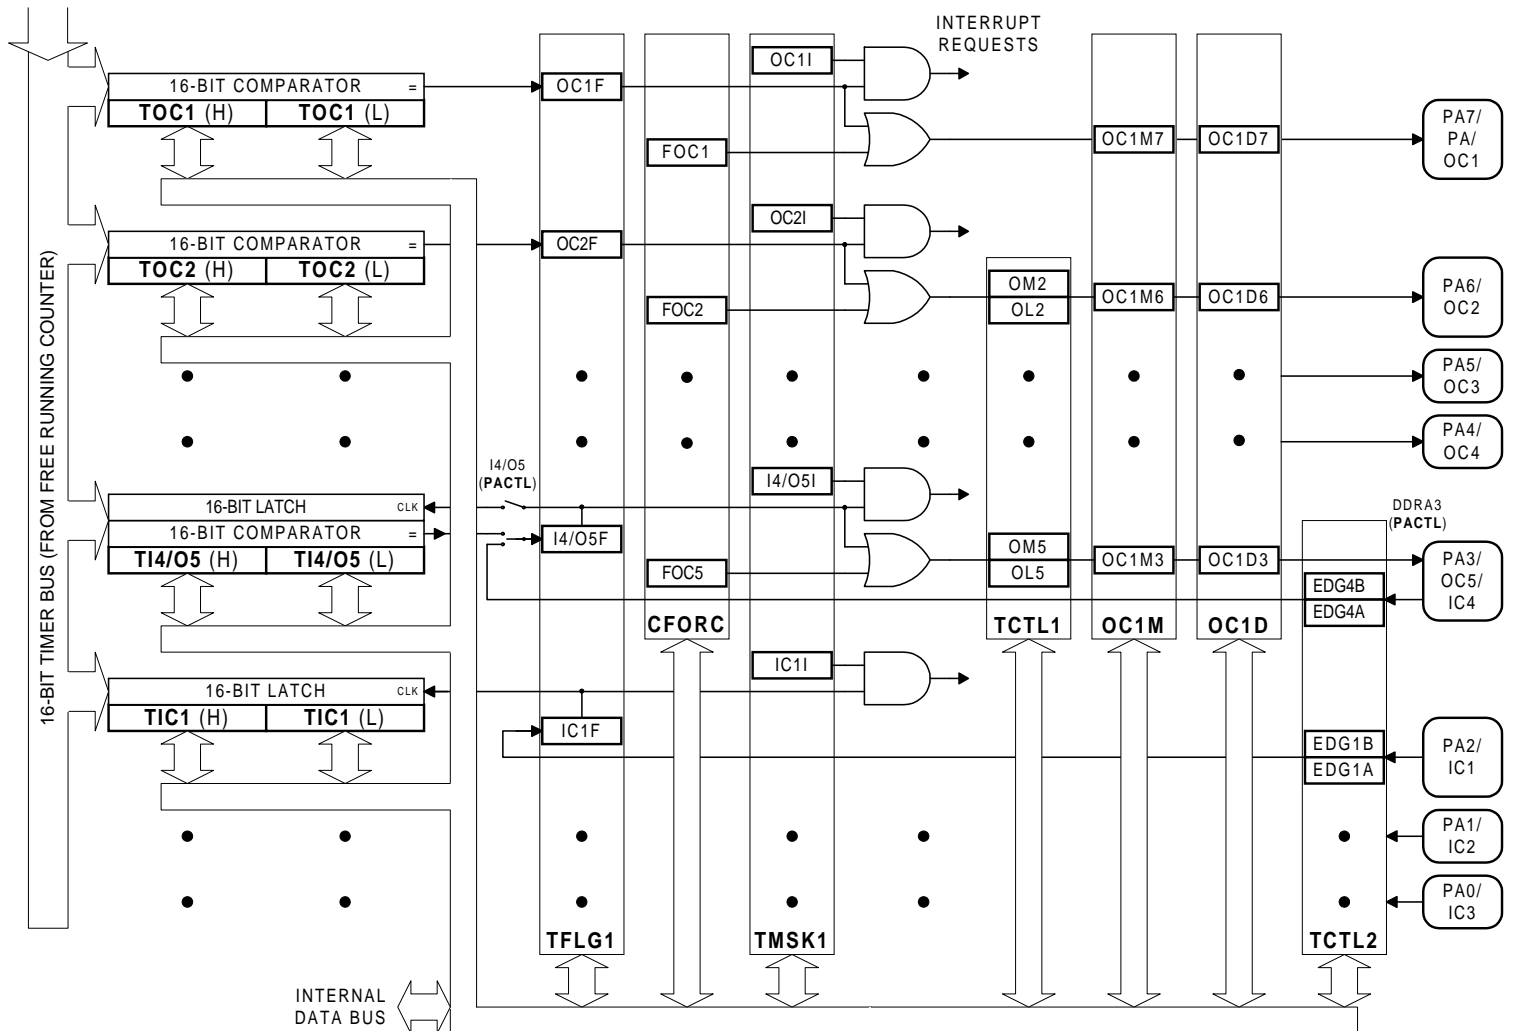 INTERRUPT
REQUESTS
OC1I
16-BIT COMPARATOR =
TOC1 (H) TOC1 (L)
OC1F
FOC1
OC1M7
OC1D7
PA7/
PA/
OC1
OC2I
16-BIT COMPARATOR =
TOC2 (H) TOC2 (L)
OC2F
FOC2
OM2
OL2
OC1M6
OC1D6
PA6/
OC2
PA5/
OC3
PA4/
OC4
16-BIT TIMER BUS (FROM FREE RUNNING COUNTER)
I4/O5
(PACTL)
I4/O5I
16-BIT LATCH CLK
16-BIT COMPARATOR =
TI4/O5 (H) TI4/O5 (L)
I4/O5F
FOC5
OM5
OL5
OC1M3
OC1D3
DDRA3
(PACTL)
EDG4B
EDG4A
PA3/
OC5/
IC4
CFORC
TCTL1
OC1M
OC1D
IC1I
16-BIT LATCH CLK
TIC1 (H) TIC1 (L)
IC1F
EDG1B
EDG1A
PA2/
IC1
PA1/
IC2
PA0/
IC3
TFLG1
TMSK1
TCTL2
INTERNAL
DATA BUS